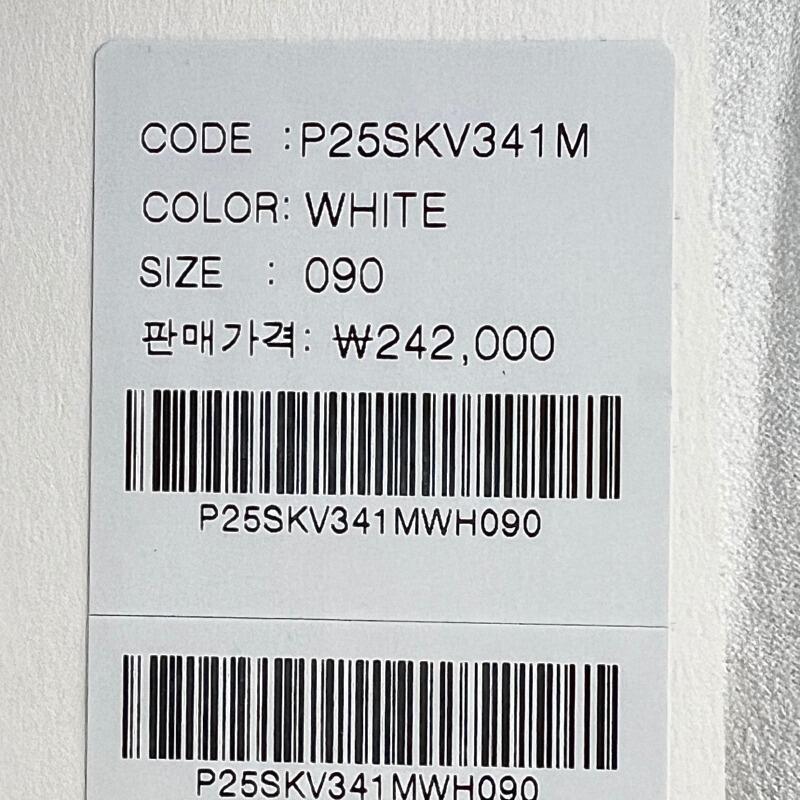 CODE :P25SKV341M
COLOR: WHITE
SIZE : 090
판매가격: ₩242,000
P25SKV341MWH090
P25SKV341MWH090